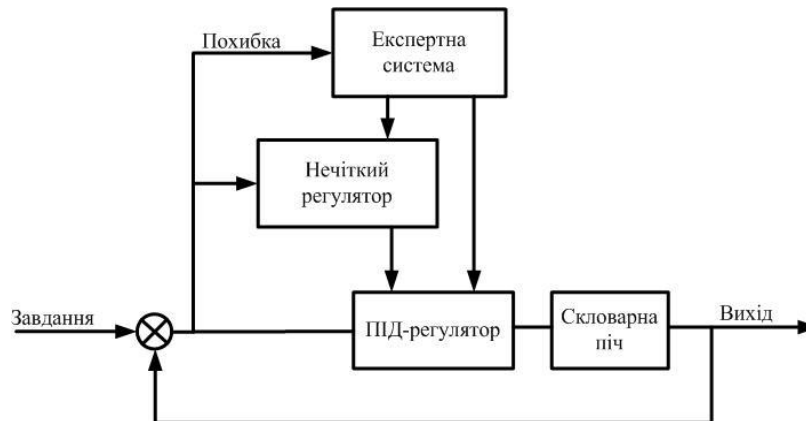 Похибка
Експертна
система
Нечіткий
регулятор
Завдання
ПІД-регулятор
Скловарна
піч
Вихід